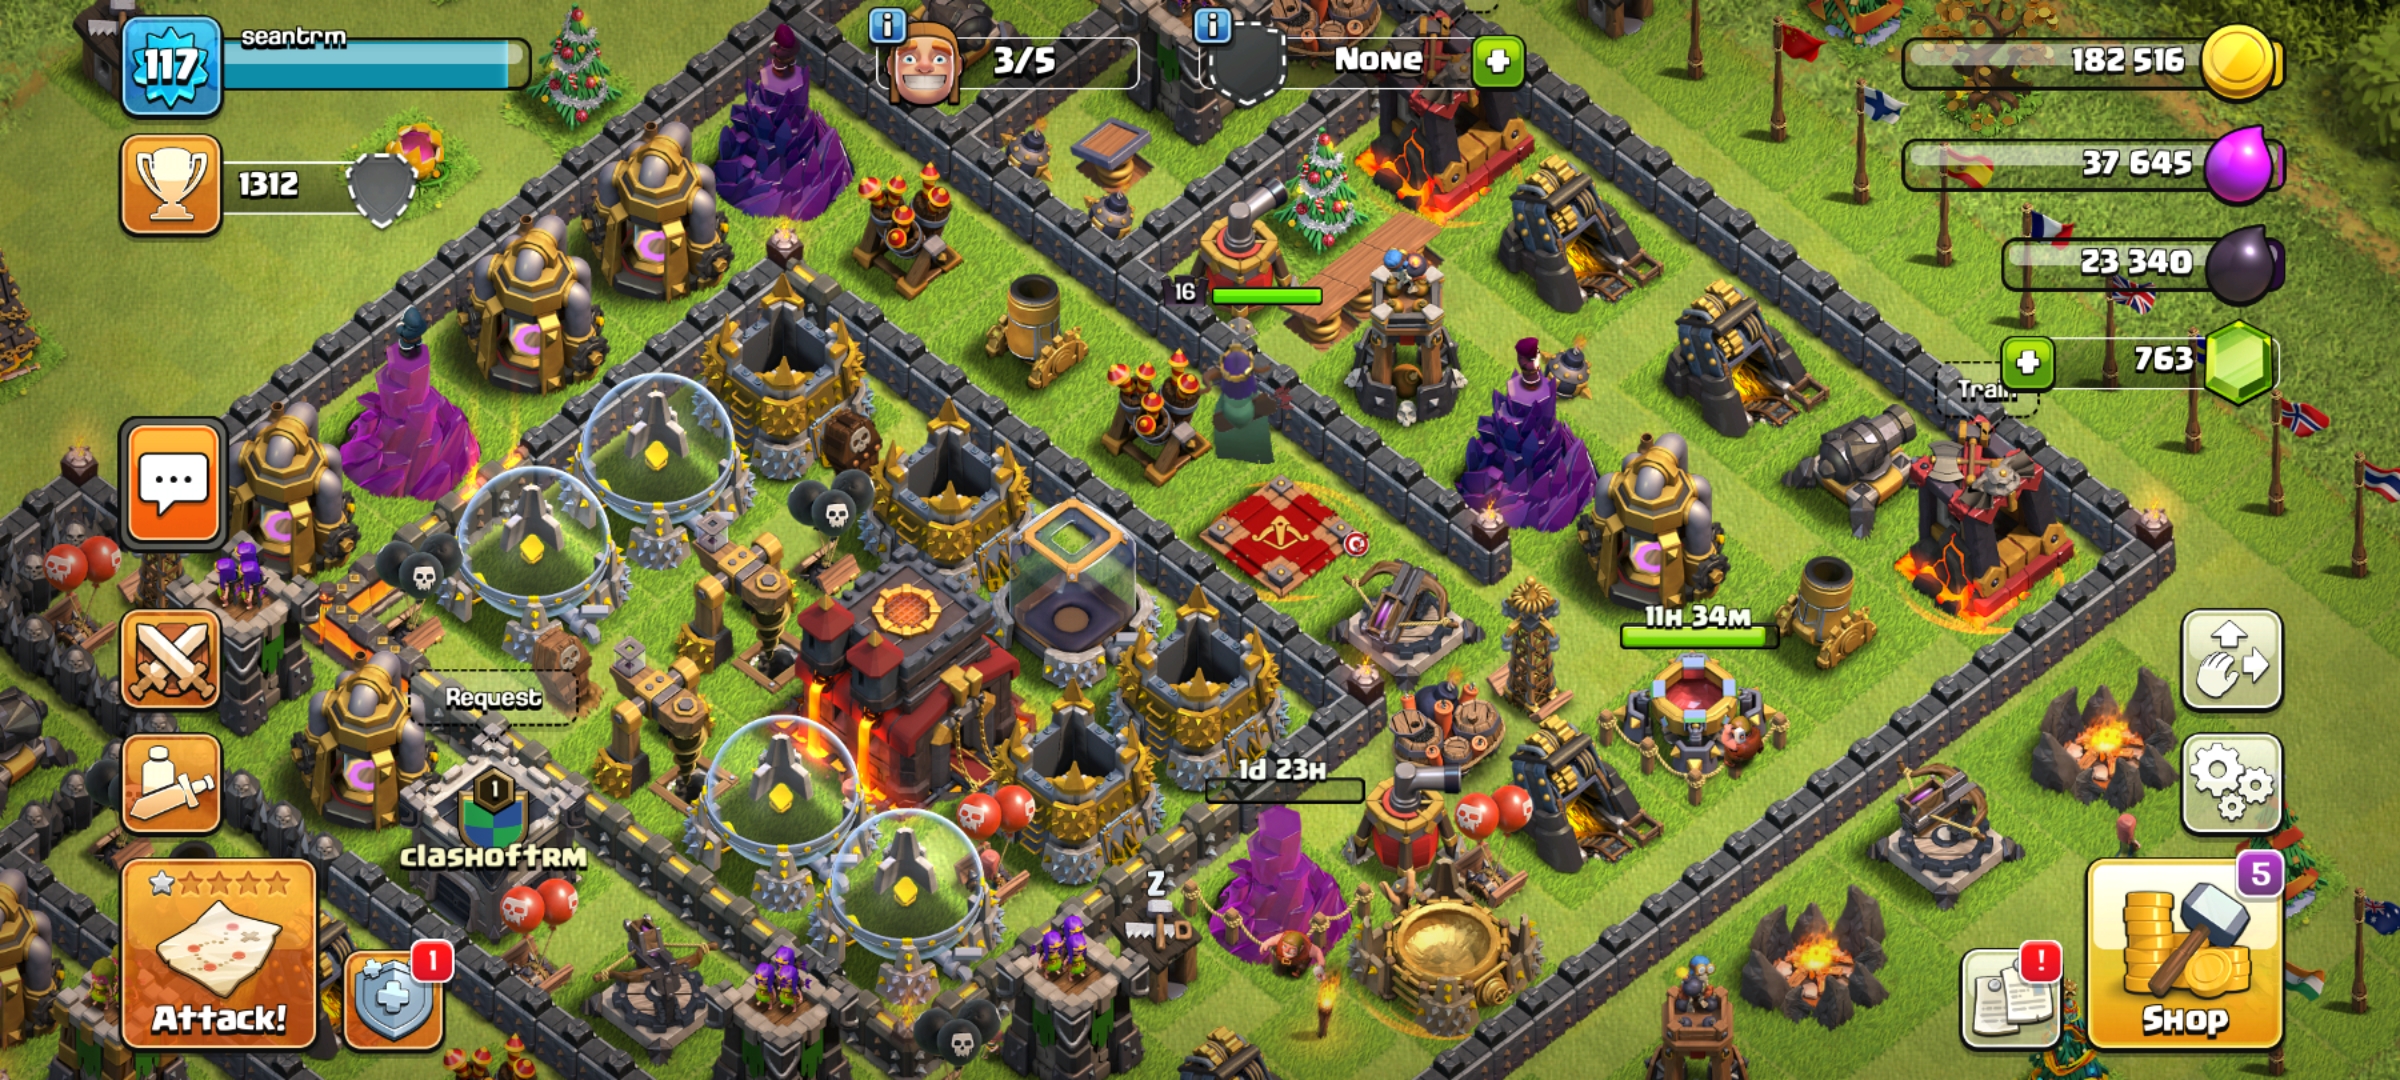 117
seantrm
3/5
None
182 516
1312
37 645
23 340
763
16
Train
11H 34M
Request
1d 23H
1
clashoftrm
Z
5
1
!
Attack!
Shop